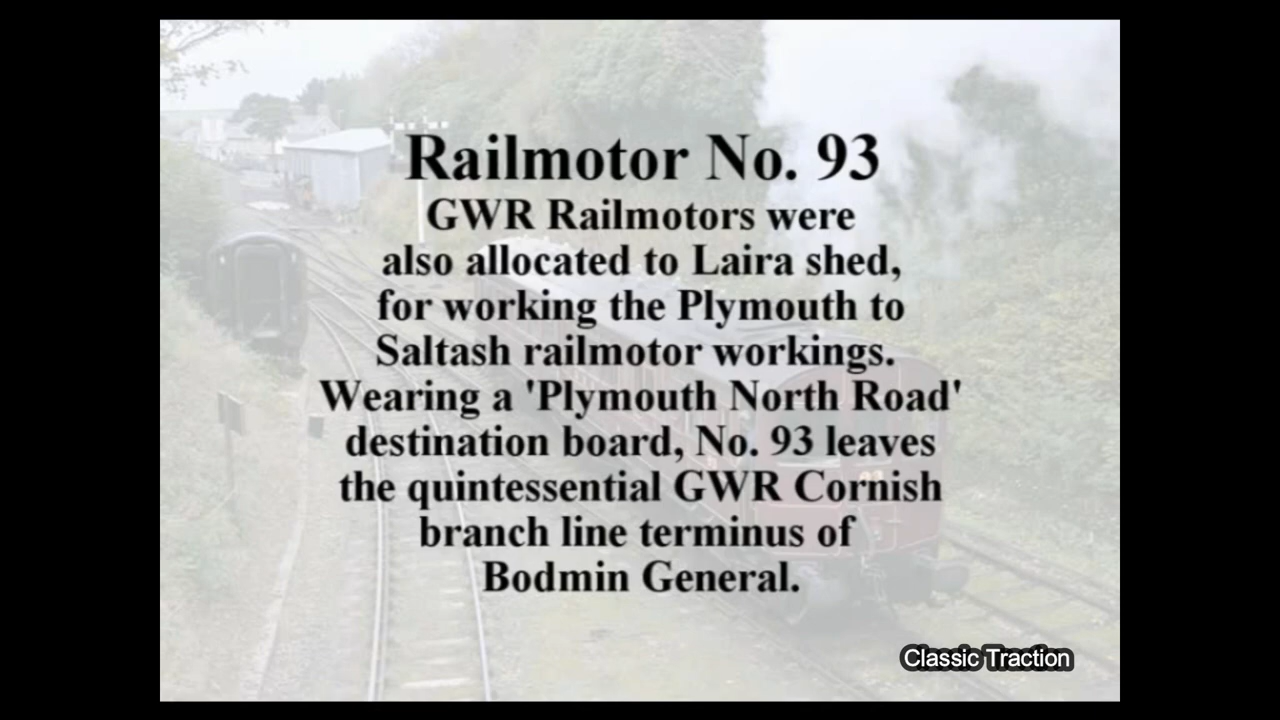 Railmotor No. 93
GWR Railmotors were
also allocated to Laira shed,
for working the Plymouth to
Saltash railmotor workings.
Wearing a 'Plymouth North Road'
destination board, No. 93 leaves
the quintessential GWR Cornish
branch line terminus of
Bodmin General.
Classic Traction